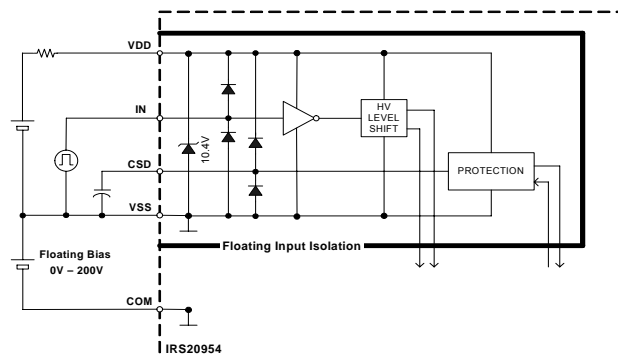 VDD
IN
HV
LEVEL
SHIFT
10.4V
CSD
PROTECTION
VSS
Floating Input Isolation
Floating Bias
0V – 200V
COM
IRS20954